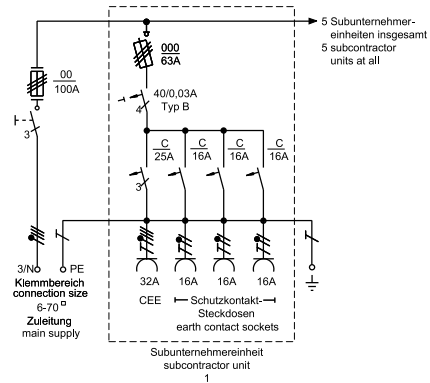 5 Subunternehmer-
einheiten insgesamt
5 subcontractor
units at all
000
63A
00
100A
40/0,03A
Typ B
4
3
C
25A
C
16A
C
16A
C
16A
3
3/N
PE
Klemmbereich
connection size
6-70□
Zuleitung
main supply
32A
16A
16A
16A
CEE
Schutzkontakt-
Steckdosen
earth contact sockets
Subunternehmereinheit
subcontractor unit
1